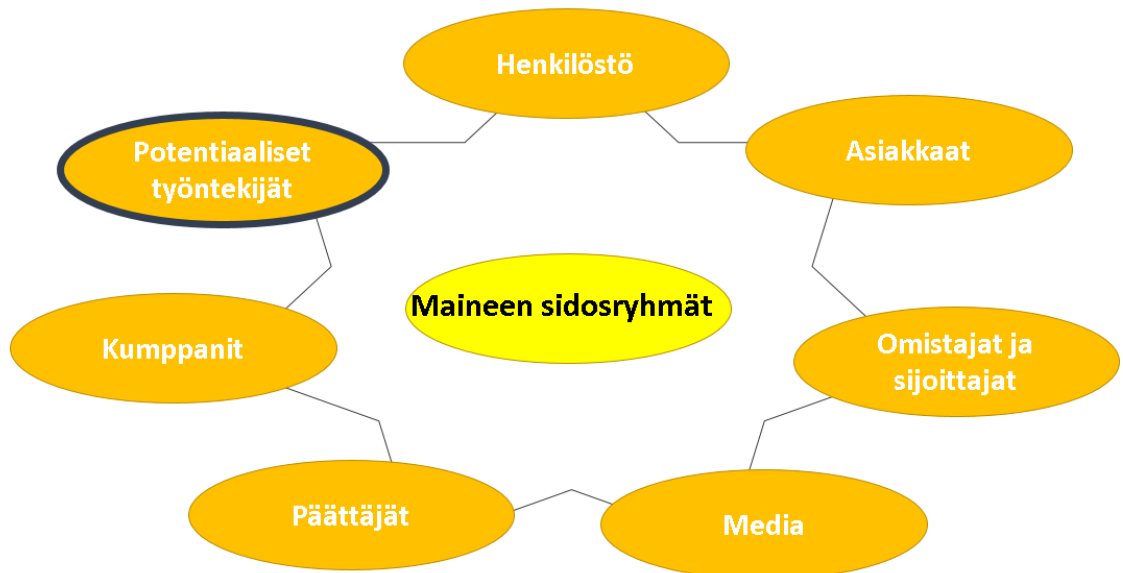 Henkilöstö
Asiakkaat
Potentiaaliset
työntekijät
Maineen sidosryhmät
Kumppanit
Omistajat ja
sijoittajat
Päättäjät
Media